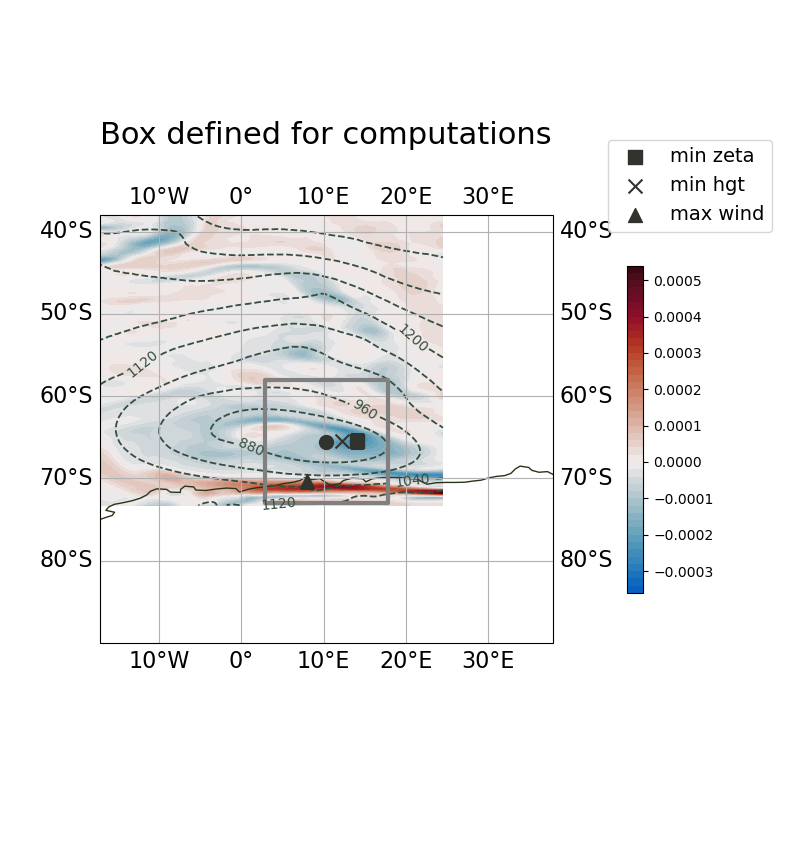 Box defined for computations
min zeta
min hgt
max wind
10°W 0° 10°E 20°E 30°E
40°S 40°S
50°S 50°S
60°S 60°S
70°S 70°S
80°S 80°S
10°W 0° 10°E 20°E 30°E
1200
1120
960
880
1040
1120
0.0005
0.0004
0.0003
0.0002
0.0001
0.0000
−0.0001
−0.0002
−0.0003